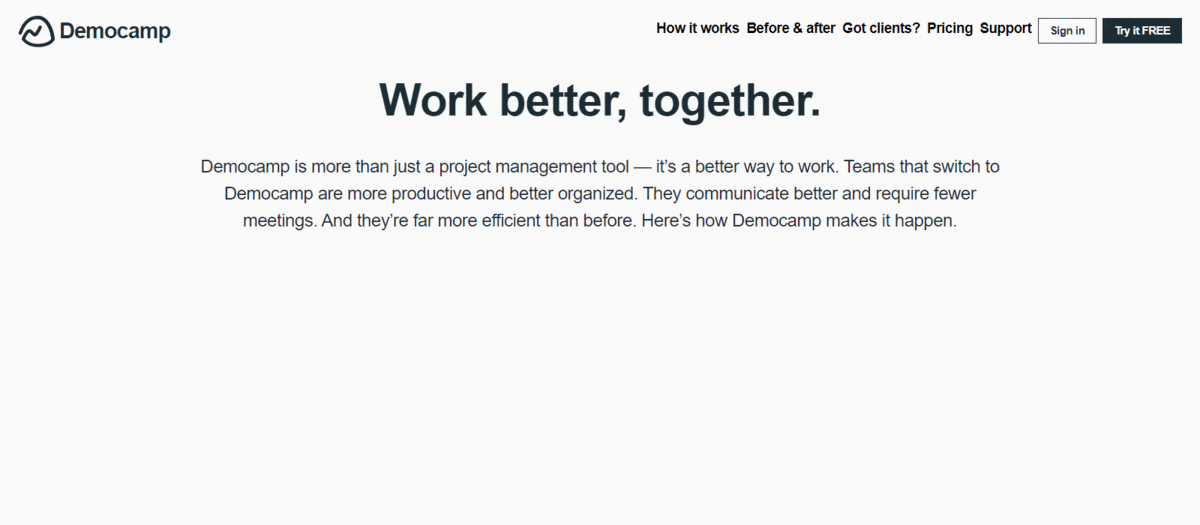 Democamp
How it works Before & after Got clients? Pricing Support Sign in Try it FREE
Work better, together.
Democamp is more than just a project management tool — it’s a better way to work. Teams that switch to
Democamp are more productive and better organized. They communicate better and require fewer
meetings. And they’re far more efficient than before. Here’s how Democamp makes it happen.